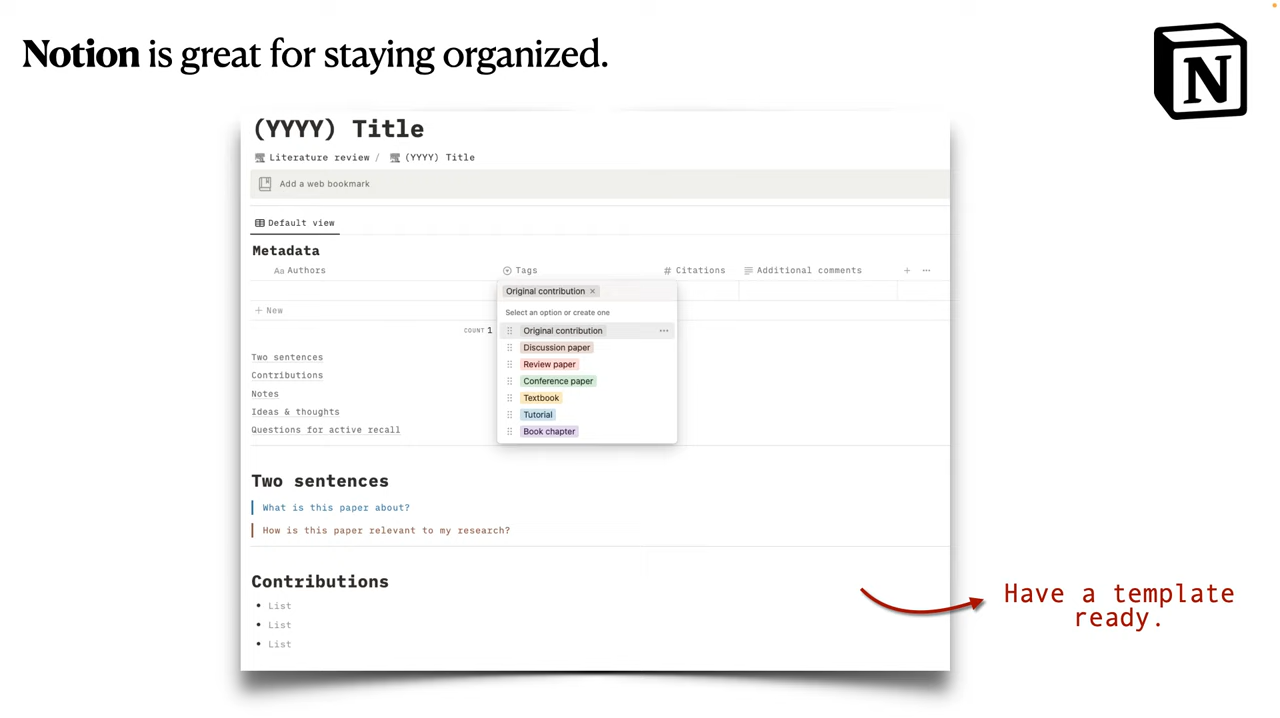 Notion is great for staying organized.
N
(YYYY) Title
Literature review / (YYYY) Title
Add a web bookmark
Default view
Metadata
Aa Authors Tags # Citations Additional comments + ···
Original contribution ×
+ New
Select an option or create one
COUNT 1
Original contribution ···
Discussion paper
Two sentences
Review paper
Contributions
Conference paper
Notes
Textbook
Ideas & thoughts
Tutorial
Questions for active recall
Book chapter
Two sentences
What is this paper about?
How is this paper relevant to my research?
Contributions
• List
• List
• List
Have a template
ready.